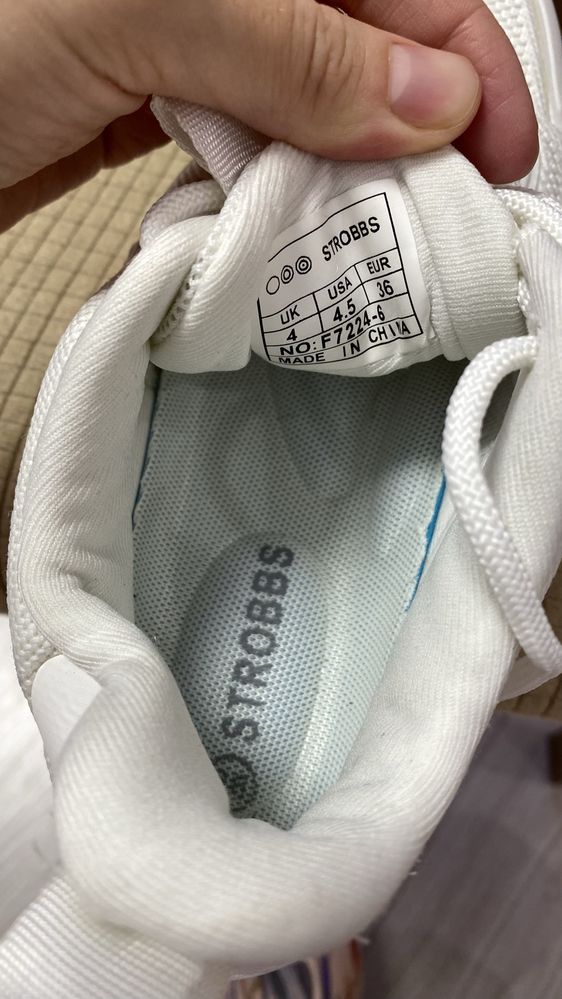 STROBBS
UK USA EUR
4 4.5 36
NO: F7224-6
MADE IN CHINA
STROBBS